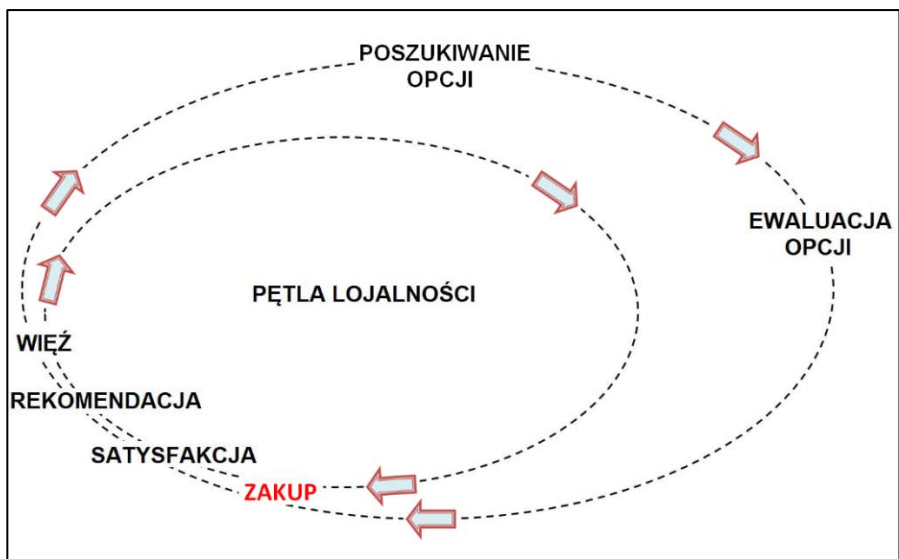 POSZUKIWANIE
OPCJI
EWALUACJA
OPCJI
PĘTLA LOJALNOŚCI
WIĘŹ
REKOMENDACJA
SATYSFAKCJA
ZAKUP